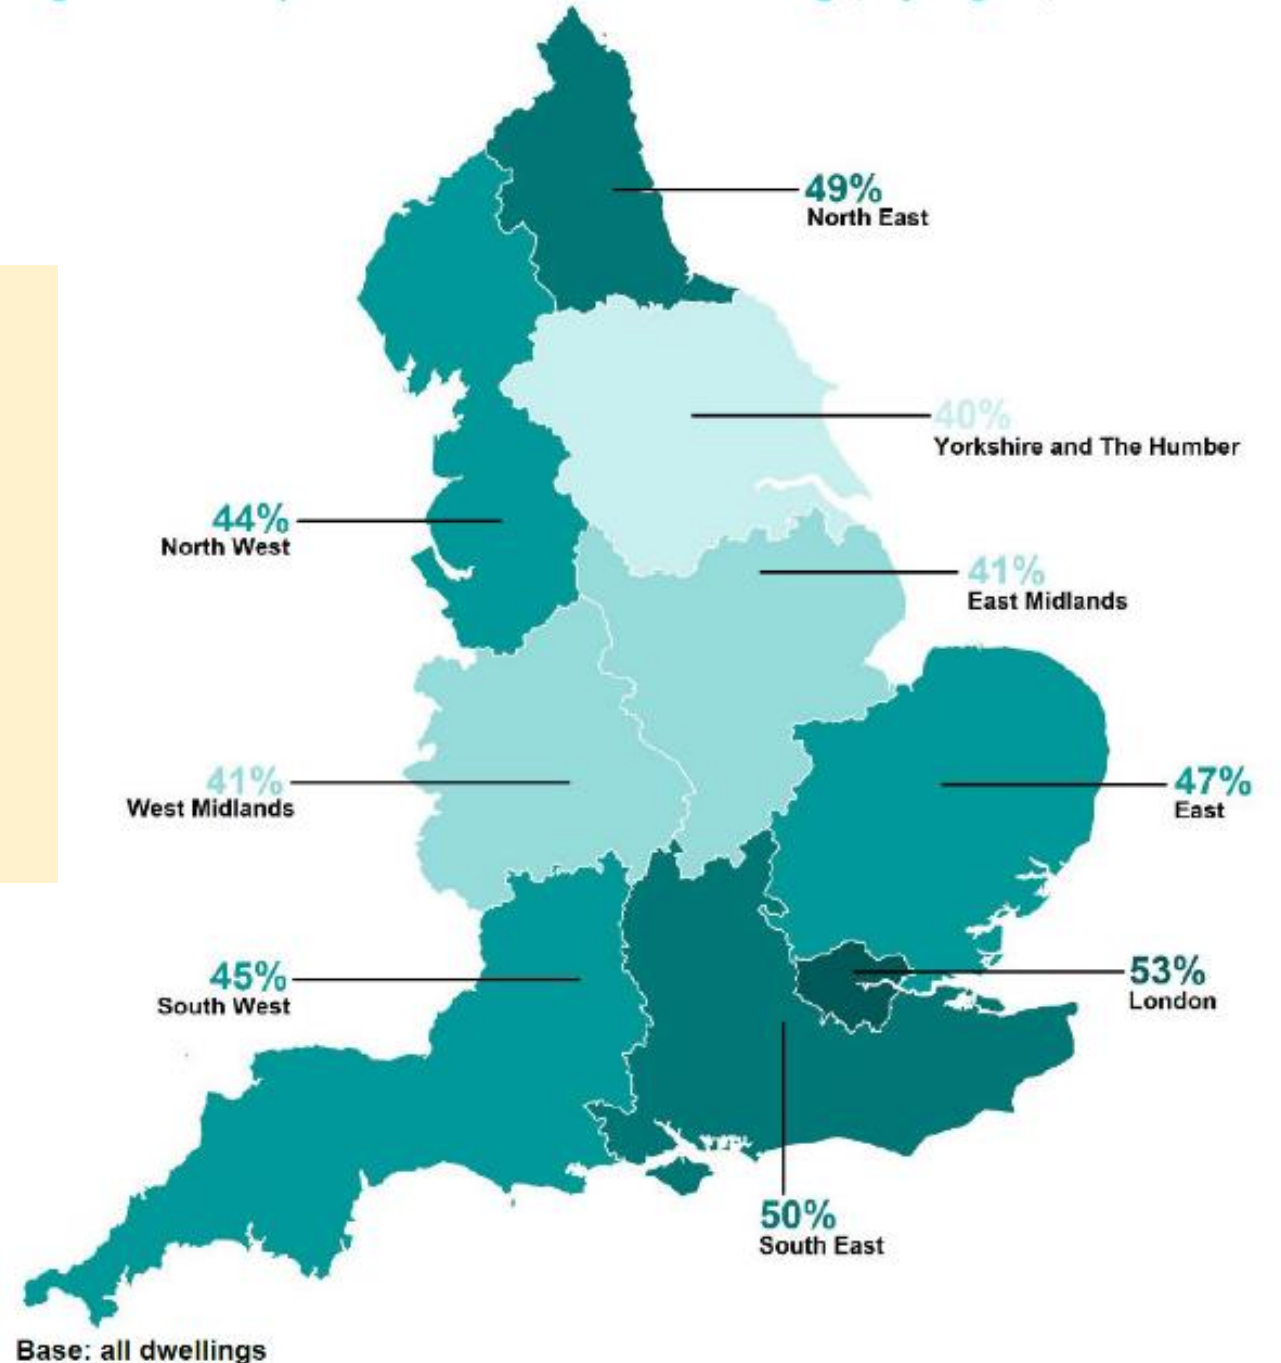 49%
North East
40%
Yorkshire and The Humber
44%
North West
41%
East Midlands
41%
West Midlands
47%
East
45%
South West
53%
London
50%
South East
Base: all dwellings